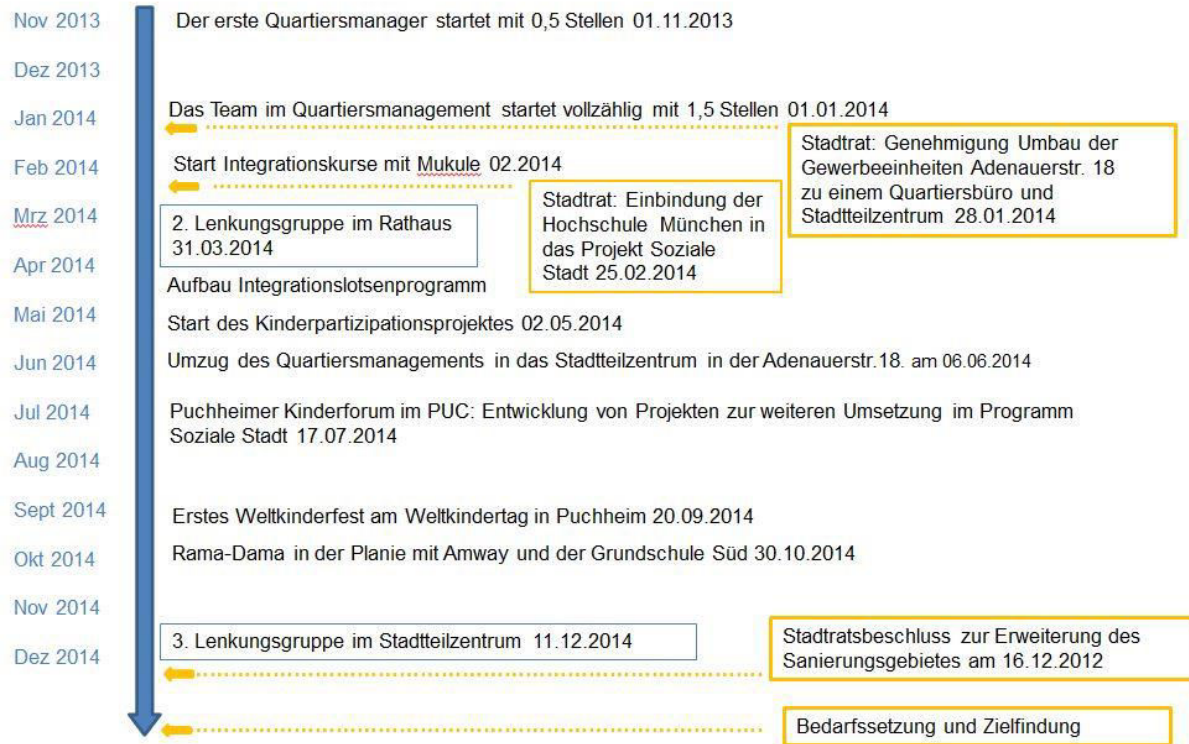 Nov 2013
Der erste Quartiersmanager startet mit 0,5 Stellen 01.11.2013
Dez 2013
Das Team im Quartiersmanagement startet vollzählig mit 1,5 Stellen 01.01.2014
Jan 2014
Stadtrat: Genehmigung Umbau der
Gewerbeeinheiten Adenauerstr. 18
zu einem Quartiersbüro und
Stadtteilzentrum 28.01.2014
Feb 2014
Start Integrationskurse mit Mukule 02.2014
Stadtrat: Einbindung der
Hochschule München in
das Projekt Soziale
Stadt 25.02.2014
Mrz 2014
2. Lenkungsgruppe im Rathaus
31.03.2014
Apr 2014
Aufbau Integrationslotsenprogramm
Mai 2014
Start des Kinderpartizipationsprojektes 02.05.2014
Jun 2014
Umzug des Quartiersmanagements in das Stadtteilzentrum in der Adenauerstr.18. am 06.06.2014
Jul 2014
Puchheimer Kinderforum im PUC: Entwicklung von Projekten zur weiteren Umsetzung im Programm
Soziale Stadt 17.07.2014
Aug 2014
Sept 2014
Erstes Weltkinderfest am Weltkindertag in Puchheim 20.09.2014
Okt 2014
Rama-Dama in der Planie mit Amway und der Grundschule Süd 30.10.2014
Nov 2014
3. Lenkungsgruppe im Stadtteilzentrum 11.12.2014
Dez 2014
Stadtratsbeschluss zur Erweiterung des
Sanierungsgebietes am 16.12.2012
Bedarfssetzung und Zielfindung